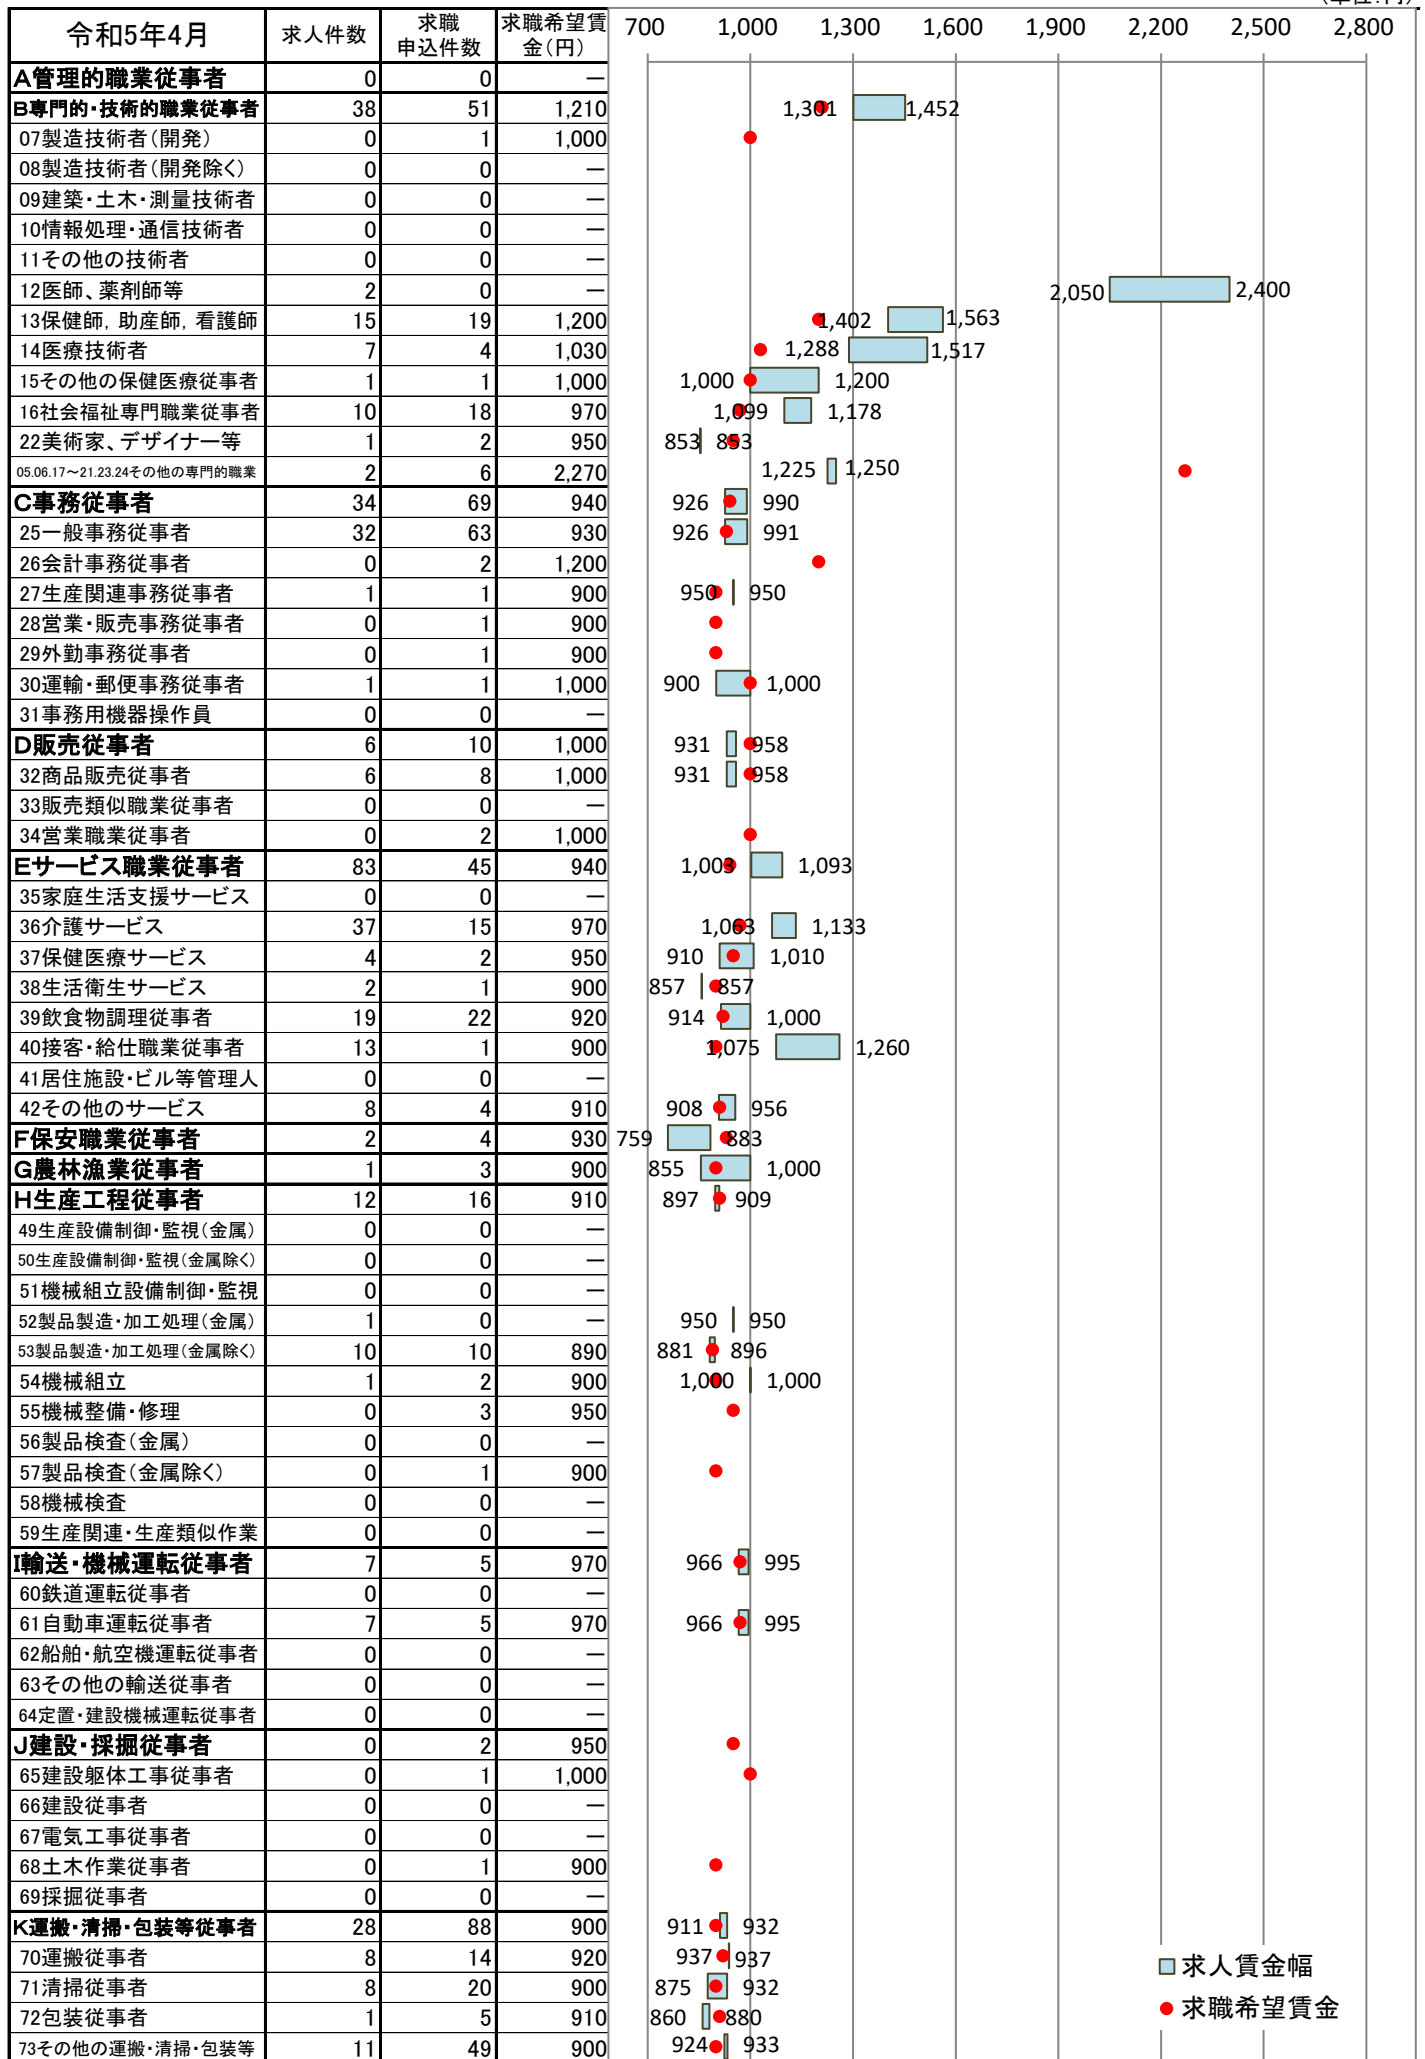 令和5年4月 求人件数 求職申込件数 求職希望賃金(円) 700 1,000 1,300 1,600 1,900 2,200 2,500 2,800
A管理的職業従事者 0 0 ―
B専門的・技術的職業従事者 38 51 1,210 1,301 1,452
07製造技術者(開発) 0 1 1,000
08製造技術者(開発除く) 0 0 ―
09建築・土木・測量技術者 0 0 ―
10情報処理・通信技術者 0 0 ―
11その他の技術者 0 0 ―
12医師、薬剤師等 2 0 ― 2,050 2,400
13保健師,助産師,看護師 15 19 1,200 1,402 1,563
14医療技術者 7 4 1,030 1,288 1,517
15その他の保健医療従事者 1 1 1,000 1,000 1,200
16社会福祉専門職業従事者 10 18 970 1,099 1,178
22美術家、デザイナー等 1 2 950 853 853
05.06.17~21.23.24その他の専門的職業 2 6 2,270 1,225 1,250
C事務従事者 34 69 940 926 990
25一般事務従事者 32 63 930 926 991
26会計事務従事者 0 2 1,200
27生産関連事務従事者 1 1 900 950 950
28営業・販売事務従事者 0 1 900
29外勤事務従事者 0 1 900
30運輸・郵便事務従事者 1 1 1,000 900 1,000
31事務用機器操作員 0 0 ―
D販売従事者 6 10 1,000 931 958
32商品販売従事者 6 8 1,000 931 958
33販売類似職業従事者 0 0 ―
34営業職業従事者 0 2 1,000
Eサービス職業従事者 83 45 940 1,003 1,093
35家庭生活支援サービス 0 0 ―
36介護サービス 37 15 970 1,063 1,133
37保健医療サービス 4 2 950 910 1,010
38生活衛生サービス 2 1 900 857 857
39飲食物調理従事者 19 22 920 914 1,000
40接客・給仕職業従事者 13 1 900 1,075 1,260
41居住施設・ビル等管理人 0 0 ―
42その他のサービス 8 4 910 908 956
F保安職業従事者 2 4 930 759 883
G農林漁業従事者 1 3 900 855 1,000
H生産工程従事者 12 16 910 897 909
49生産設備制御・監視(金属) 0 0 ―
50生産設備制御・監視(金属除く) 0 0 ―
51機械組立設備制御・監視 0 0 ―
52製品製造・加工処理(金属) 1 0 ― 950 950
53製品製造・加工処理(金属除く) 10 10 890 881 896
54機械組立 1 2 900 1,000 1,000
55機械整備・修理 0 3 950
56製品検査(金属) 0 0 ―
57製品検査(金属除く) 0 1 900
58機械検査 0 0 ―
59生産関連・生産類似作業 0 0 ―
I輸送・機械運転従事者 7 5 970 966 995
60鉄道運転従事者 0 0 ―
61自動車運転従事者 7 5 970 966 995
62船舶・航空機運転従事者 0 0 ―
63その他の輸送従事者 0 0 ―
64定置・建設機械運転従事者 0 0 ―
J建設・採掘従事者 0 2 950
65建設躯体工事従事者 0 1 1,000
66建設従事者 0 0 ―
67電気工事従事者 0 0 ―
68土木作業従事者 0 1 900
69採掘従事者 0 0 ―
K運搬・清掃・包装等従事者 28 88 900 911 932
70運搬従事者 8 14 920 937 937
71清掃従事者 8 20 900 875 932
72包装従事者 1 5 910 860 880
73その他の運搬・清掃・包装等 11 49 900 924 933
求人賃金幅
求職希望賃金